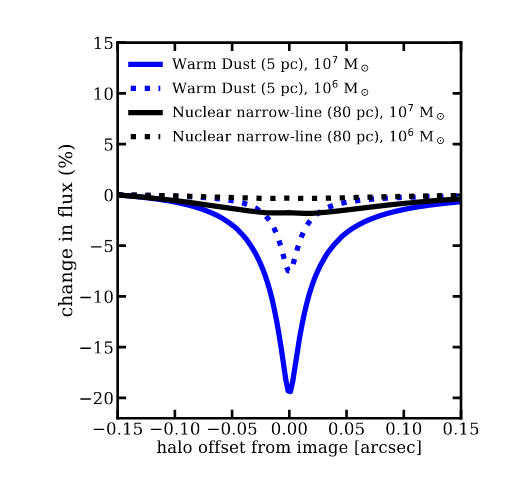 Warm Dust (5 pc), 10⁷ M⊙
Warm Dust (5 pc), 10⁶ M⊙
Nuclear narrow-line (80 pc), 10⁷ M⊙
Nuclear narrow-line (80 pc), 10⁶ M⊙
15
10
5
0
−5
−10
−15
−20
change in flux (%)
−0.15 −0.10 −0.05 0.00 0.05 0.10 0.15
halo offset from image [arcsec]